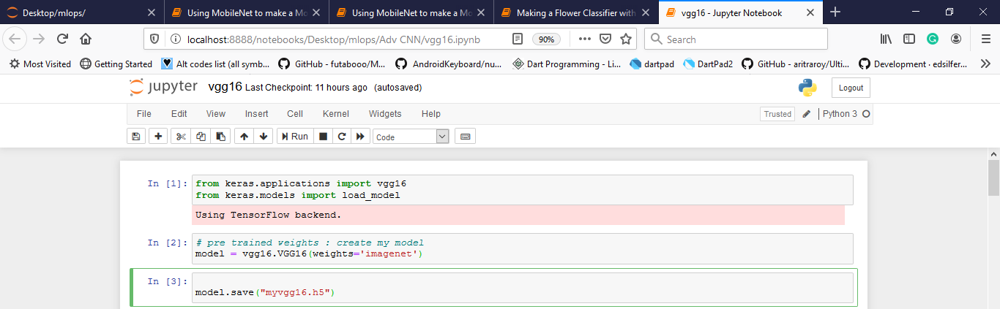 Desktop/mlops/ Using MobileNet to make a Mo Using MobileNet to make a Mo Making a Flower Classifier with vgg16 - Jupyter Notebook
localhost:8888/notebooks/Desktop/mlops/Adv CNN/vgg16.ipynb 90% Search
Most Visited Getting Started Alt codes list (all symb... GitHub - futabooo/M... AndroidKeyboard/nu... Dart Programming - Li... dartpad DartPad2 GitHub - aritraroy/Ulti... Development · edsilfer...
jupyter vgg16 Last Checkpoint: 11 hours ago (autosaved) Logout
File Edit View Insert Cell Kernel Widgets Help Trusted Python 3
Run Code
In [1]: from keras.applications import vgg16
from keras.models import load_model
Using TensorFlow backend.
In [2]: # pre trained weights : create my model
model = vgg16.VGG16(weights='imagenet')
In [3]:
model.save("myvgg16.h5")